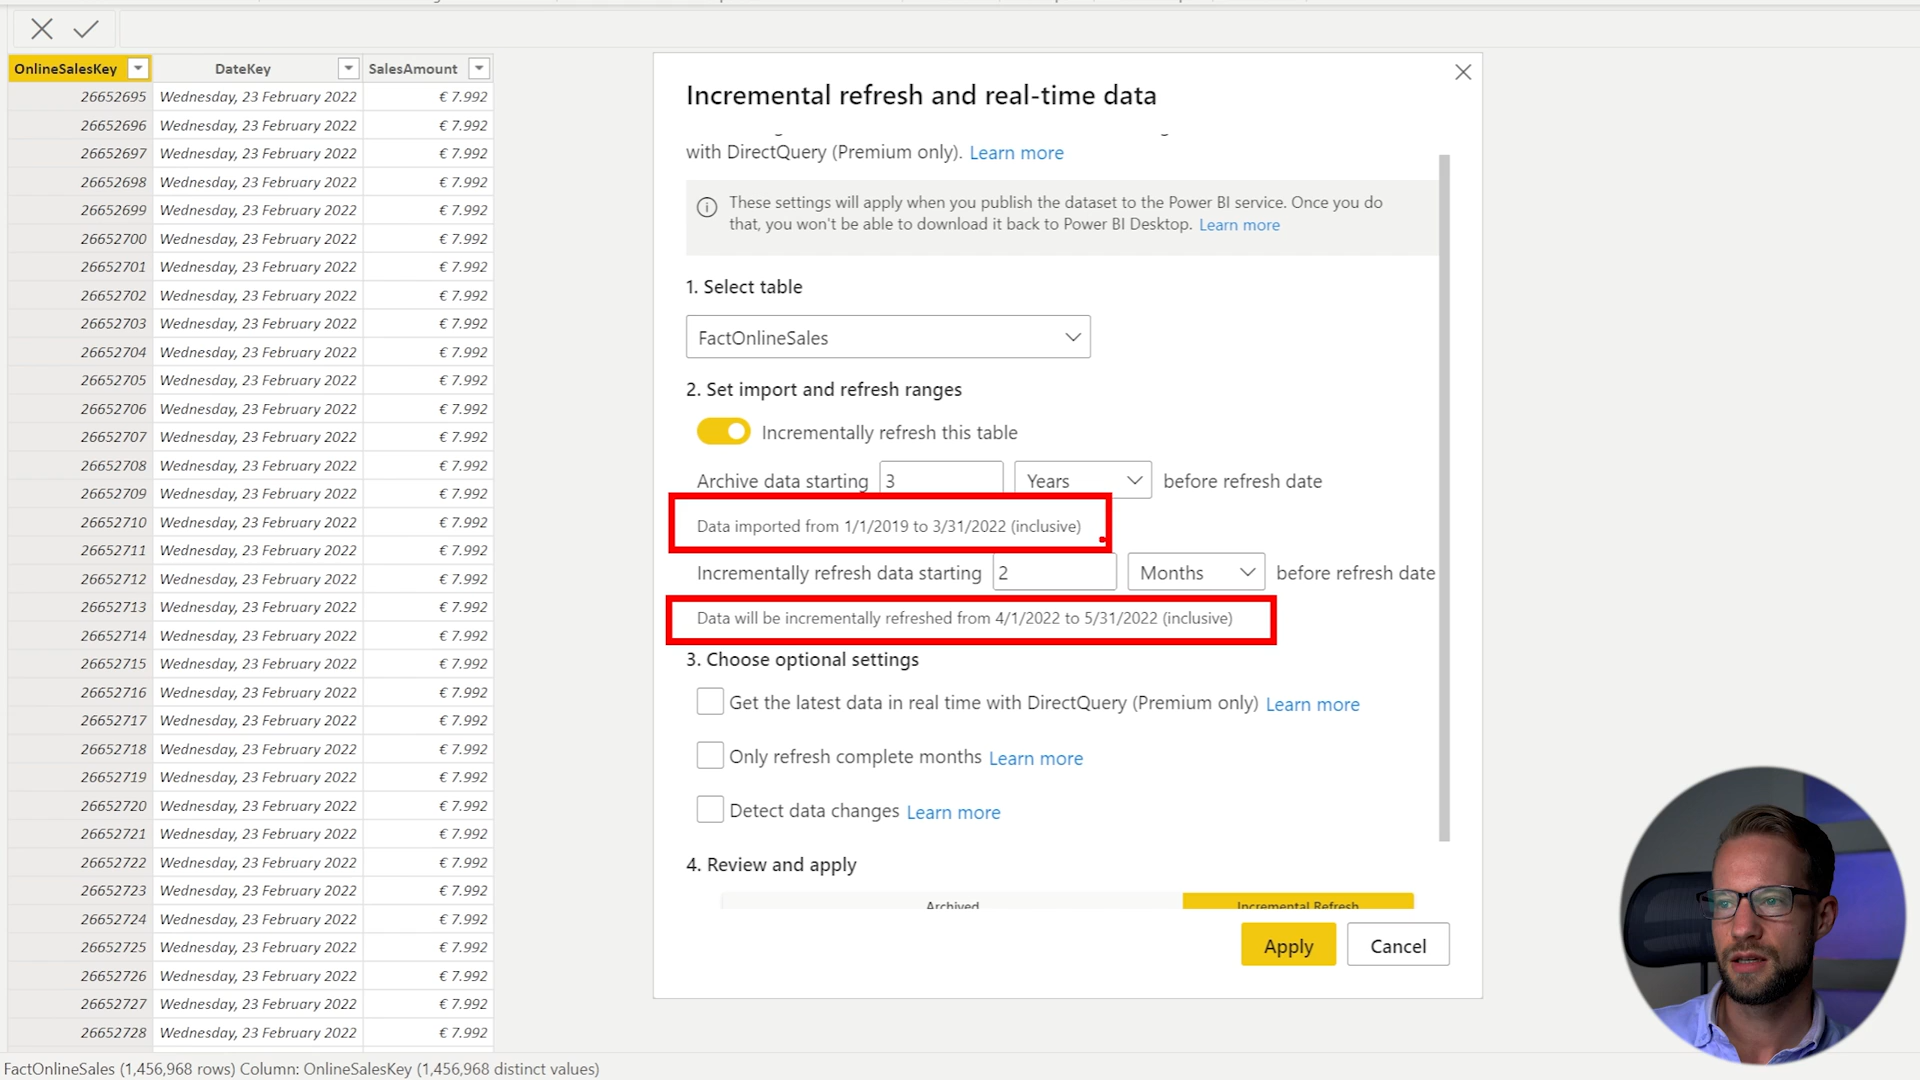 OnlineSalesKey DateKey SalesAmount
26652695 Wednesday, 23 February 2022 € 7.992
26652696 Wednesday, 23 February 2022 € 7.992
26652697 Wednesday, 23 February 2022 € 7.992
26652698 Wednesday, 23 February 2022 € 7.992
26652699 Wednesday, 23 February 2022 € 7.992
26652700 Wednesday, 23 February 2022 € 7.992
26652701 Wednesday, 23 February 2022 € 7.992
26652702 Wednesday, 23 February 2022 € 7.992
26652703 Wednesday, 23 February 2022 € 7.992
26652704 Wednesday, 23 February 2022 € 7.992
26652705 Wednesday, 23 February 2022 € 7.992
26652706 Wednesday, 23 February 2022 € 7.992
26652707 Wednesday, 23 February 2022 € 7.992
26652708 Wednesday, 23 February 2022 € 7.992
26652709 Wednesday, 23 February 2022 € 7.992
26652710 Wednesday, 23 February 2022 € 7.992
26652711 Wednesday, 23 February 2022 € 7.992
26652712 Wednesday, 23 February 2022 € 7.992
26652713 Wednesday, 23 February 2022 € 7.992
26652714 Wednesday, 23 February 2022 € 7.992
26652715 Wednesday, 23 February 2022 € 7.992
26652716 Wednesday, 23 February 2022 € 7.992
26652717 Wednesday, 23 February 2022 € 7.992
26652718 Wednesday, 23 February 2022 € 7.992
26652719 Wednesday, 23 February 2022 € 7.992
26652720 Wednesday, 23 February 2022 € 7.992
26652721 Wednesday, 23 February 2022 € 7.992
26652722 Wednesday, 23 February 2022 € 7.992
26652723 Wednesday, 23 February 2022 € 7.992
26652724 Wednesday, 23 February 2022 € 7.992
26652725 Wednesday, 23 February 2022 € 7.992
26652726 Wednesday, 23 February 2022 € 7.992
26652727 Wednesday, 23 February 2022 € 7.992
26652728 Wednesday, 23 February 2022 € 7.992
FactOnlineSales (1,456,968 rows) Column: OnlineSalesKey (1,456,968 distinct values)
Incremental refresh and real-time data
with DirectQuery (Premium only). Learn more
These settings will apply when you publish the dataset to the Power BI service. Once you do
that, you won't be able to download it back to Power BI Desktop. Learn more
1. Select table
FactOnlineSales
2. Set import and refresh ranges
Incrementally refresh this table
Archive data starting 3 Years before refresh date
Data imported from 1/1/2019 to 3/31/2022 (inclusive)
Incrementally refresh data starting 2 Months before refresh date
Data will be incrementally refreshed from 4/1/2022 to 5/31/2022 (inclusive)
3. Choose optional settings
Get the latest data in real time with DirectQuery (Premium only) Learn more
Only refresh complete months Learn more
Detect data changes Learn more
4. Review and apply
Archived Incremental Refresh
Apply Cancel